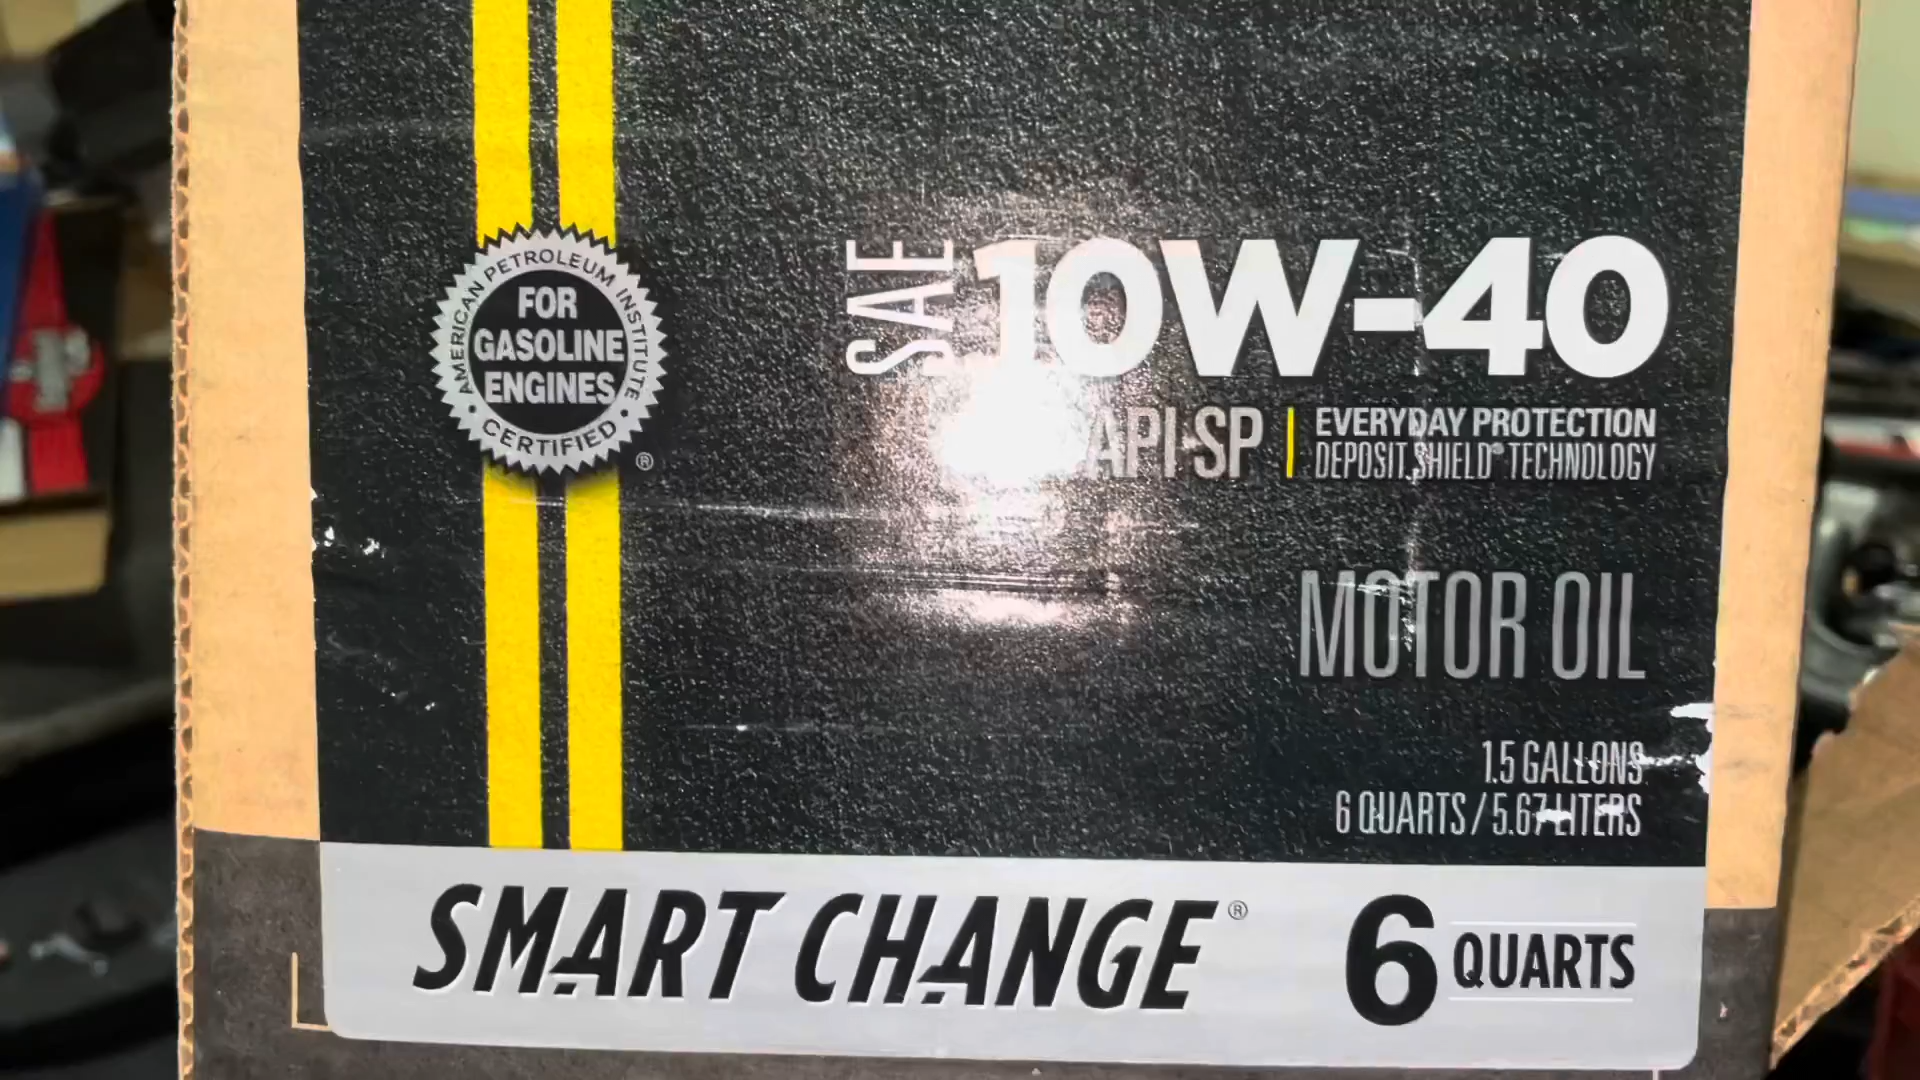 AMERICAN PETROLEUM INSTITUTE
FOR
GASOLINE
ENGINES
• CERTIFIED •
®
SAE 10W-40
API SP | EVERYDAY PROTECTION
DEPOSIT SHIELD® TECHNOLOGY
MOTOR OIL
1.5 GALLONS
6 QUARTS / 5.67 LITERS
SMART CHANGE® 6 QUARTS